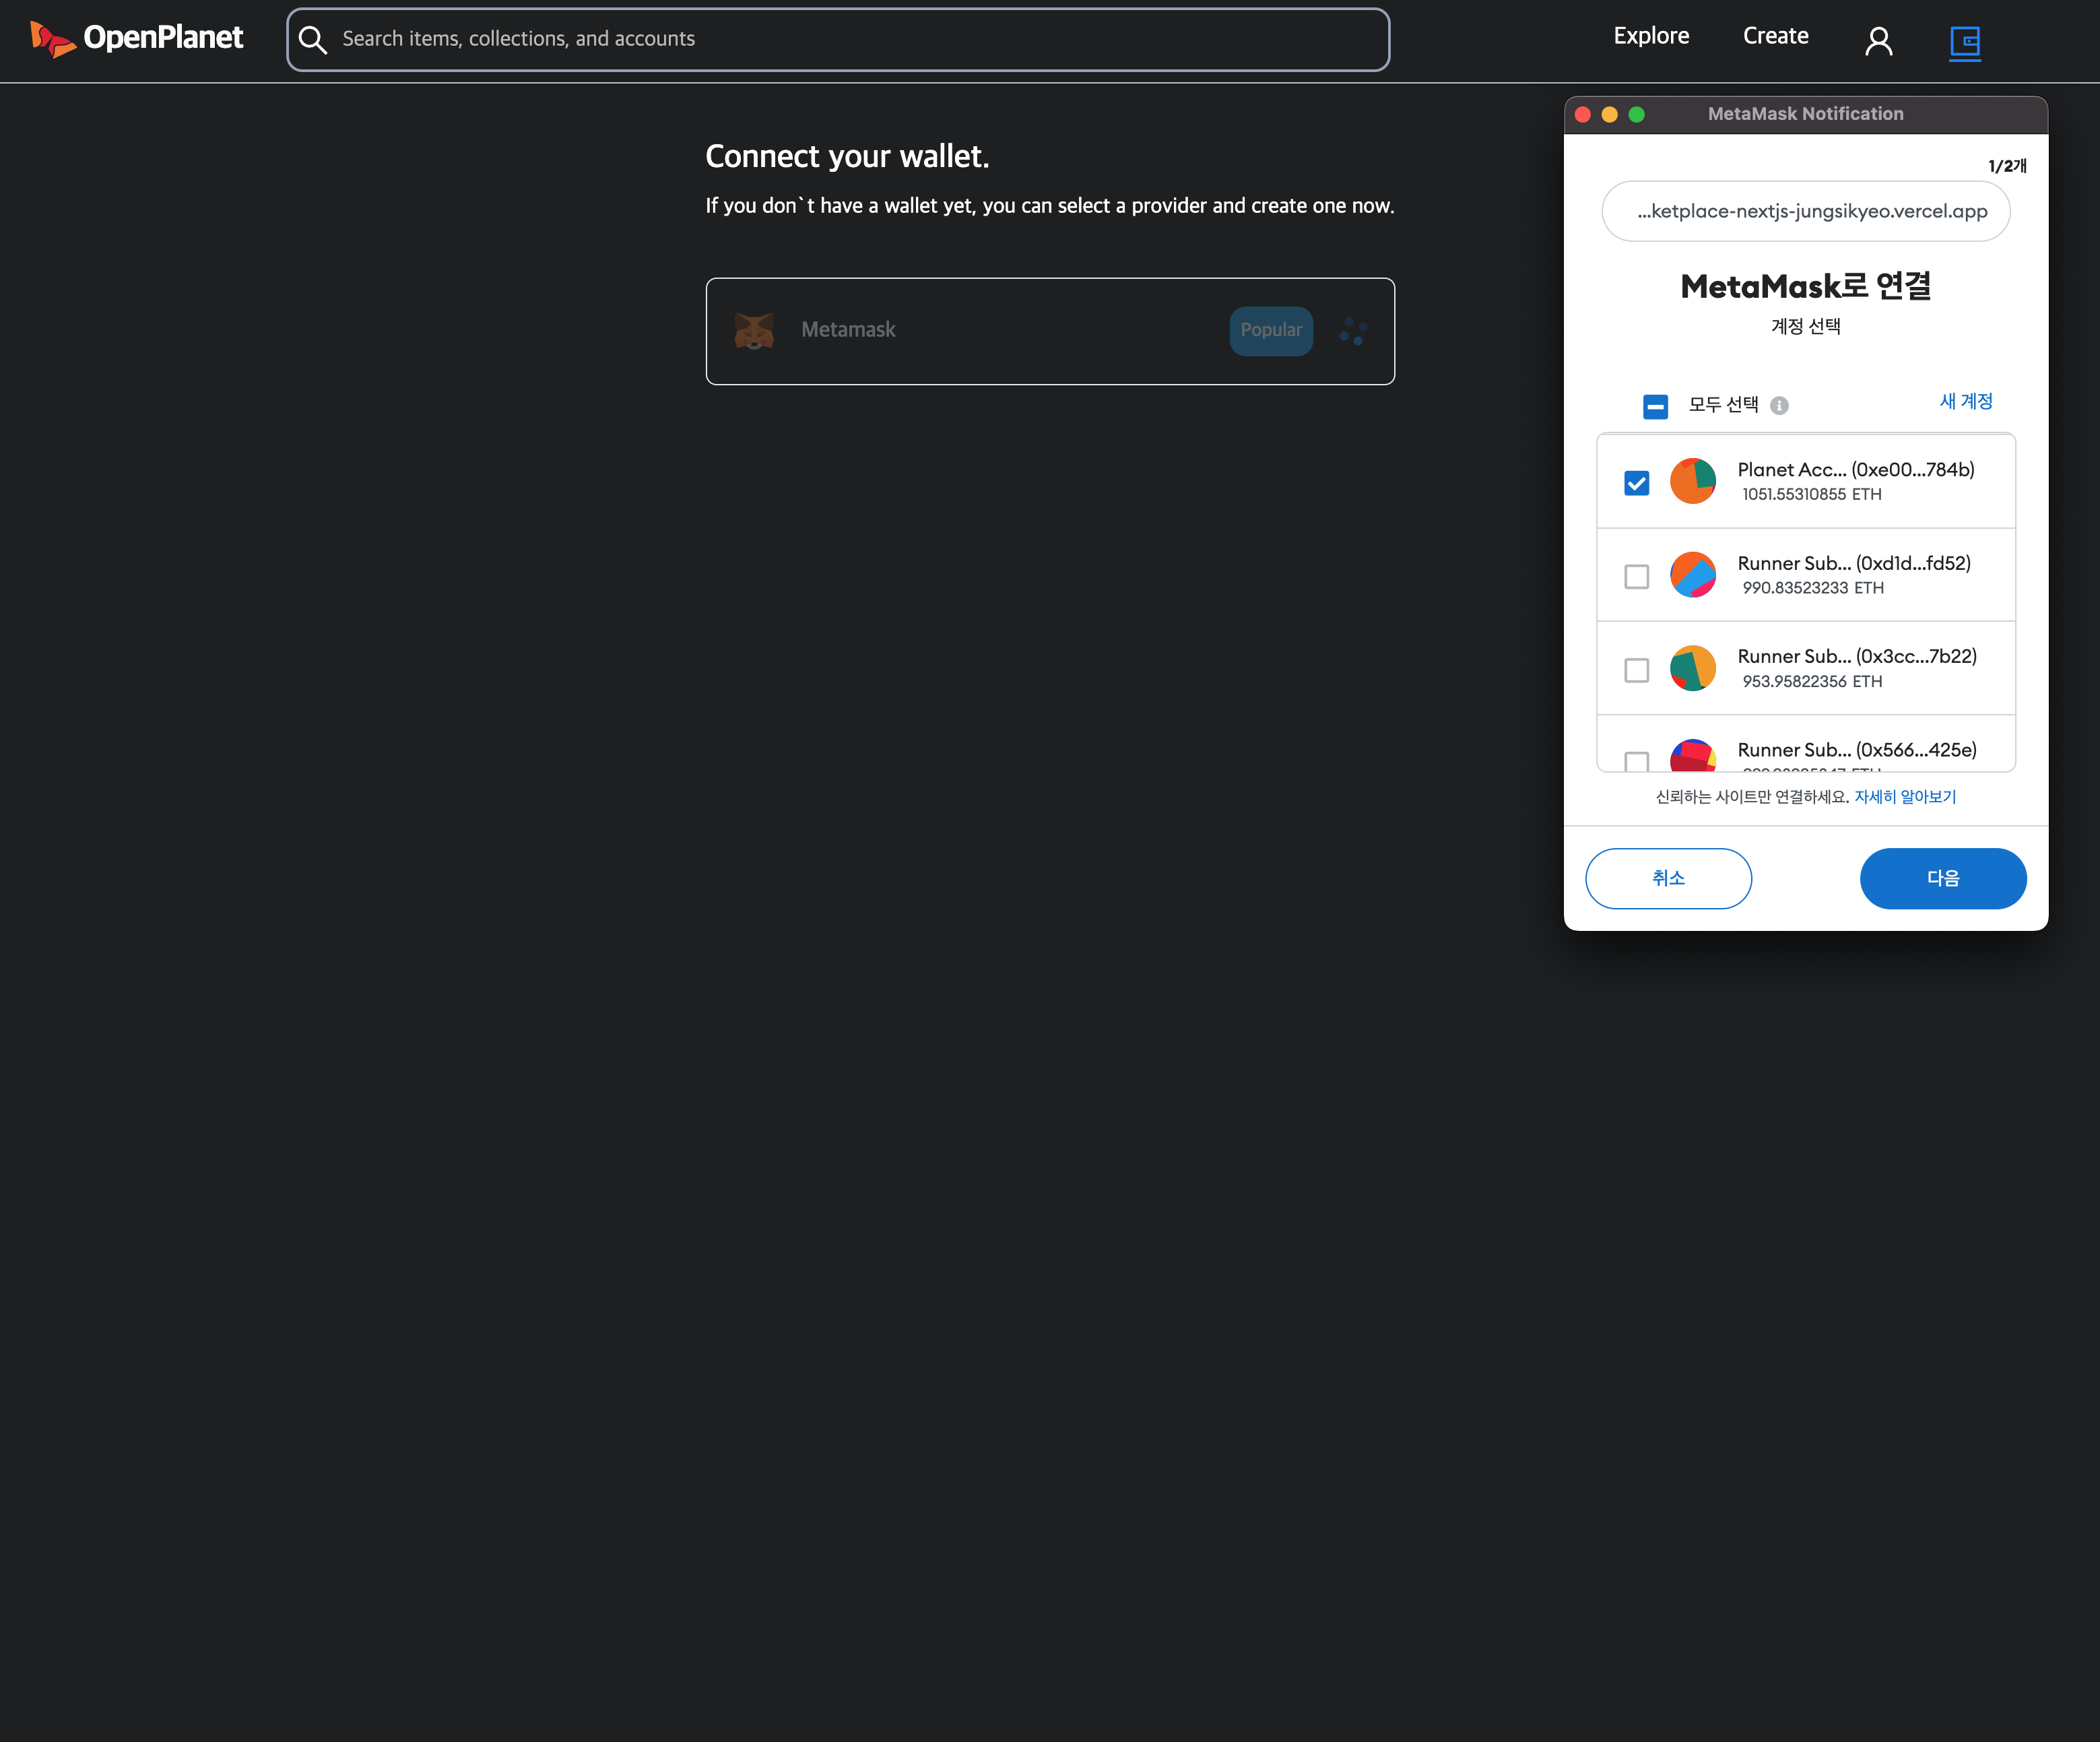 OpenPlanet
Search items, collections, and accounts
Explore
Create
Connect your wallet.
If you don`t have a wallet yet, you can select a provider and create one now.
Metamask
Popular
MetaMask Notification
1/2개
...ketplace-nextjs-jungsikyeo.vercel.app
MetaMask로 연결
계정 선택
모두 선택
새 계정
Planet Acc... (0xe00...784b)
1051.55310855 ETH
Runner Sub... (0xd1d...fd52)
990.83523233 ETH
Runner Sub... (0x3cc...7b22)
953.95822356 ETH
Runner Sub... (0x566...425e)
신뢰하는 사이트만 연결하세요. 자세히 알아보기
취소
다음